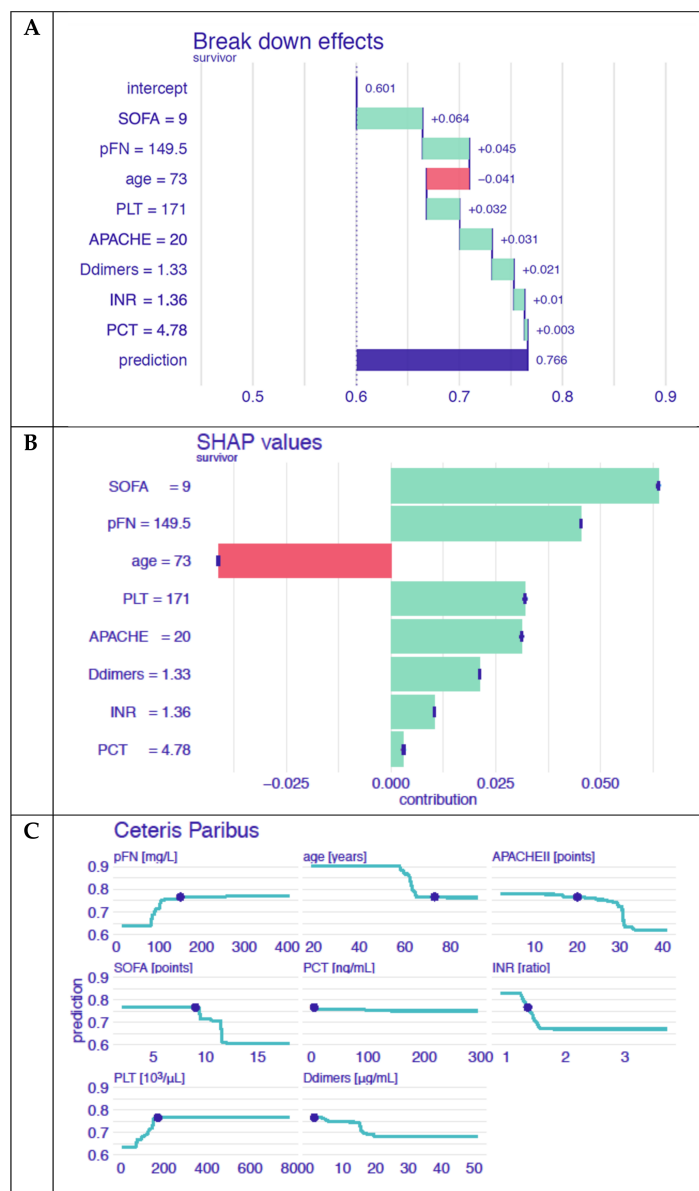 A
Break down effects
survivor
intercept
0.601
SOFA = 9
+0.064
pFN = 149.5
+0.045
age = 73
−0.041
PLT = 171
+0.032
APACHE = 20
+0.031
Ddimers = 1.33
+0.021
INR = 1.36
+0.01
PCT = 4.78
+0.003
prediction
0.766
0.5 0.6 0.7 0.8 0.9
B
SHAP values
survivor
SOFA = 9
pFN = 149.5
age = 73
PLT = 171
APACHE = 20
Ddimers = 1.33
INR = 1.36
PCT = 4.78
−0.025 0.000 0.025 0.050
contribution
C
Ceteris Paribus
pFN [mg/L] age [years] APACHEII [points]
0.9
0.8
0.7
0.6
0 100 200 300 400 20 40 60 80 10 20 30 40
SOFA [points] PCT [ng/mL] INR [ratio]
0.9
0.8
0.7
0.6
prediction
5 10 15 0 100 200 300 1 2 3
PLT [10³/μL] Ddimers [μg/mL]
0.9
0.8
0.7
0.6
0 200 400 600 800 0 10 20 30 40 50